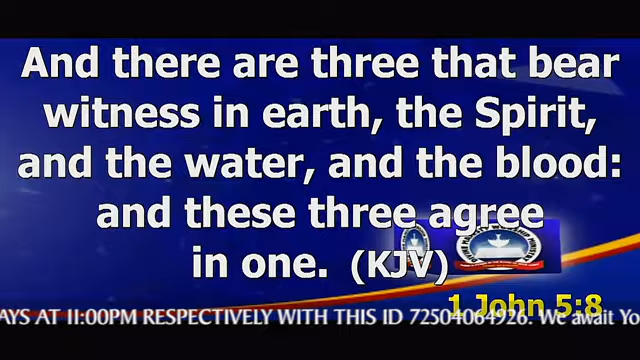 And there are three that bear
witness in earth, the Spirit,
and the water, and the blood:
and these three agree
in one. (KJV)
1 John 5:8
AYS AT 11:00PM RESPECTIVELY WITH THIS ID 72504064926. We await Yo